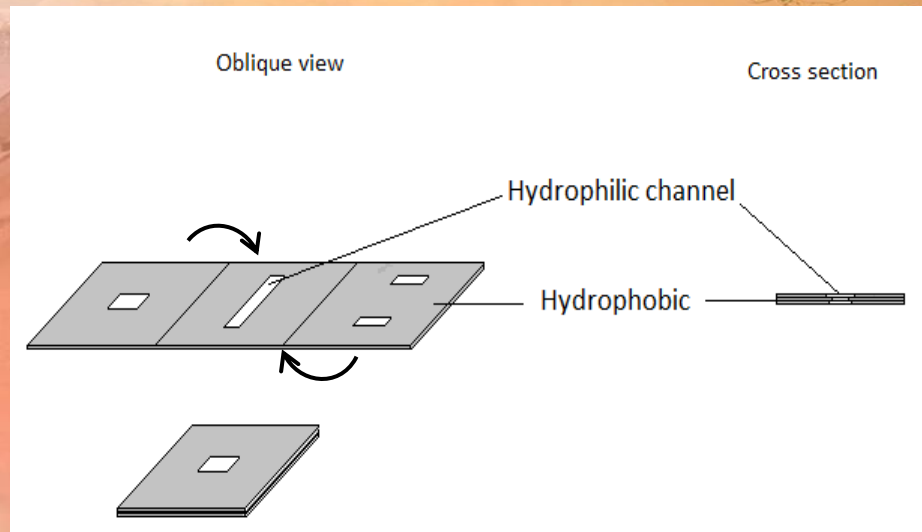 Oblique view
Cross section
Hydrophilic channel
Hydrophobic